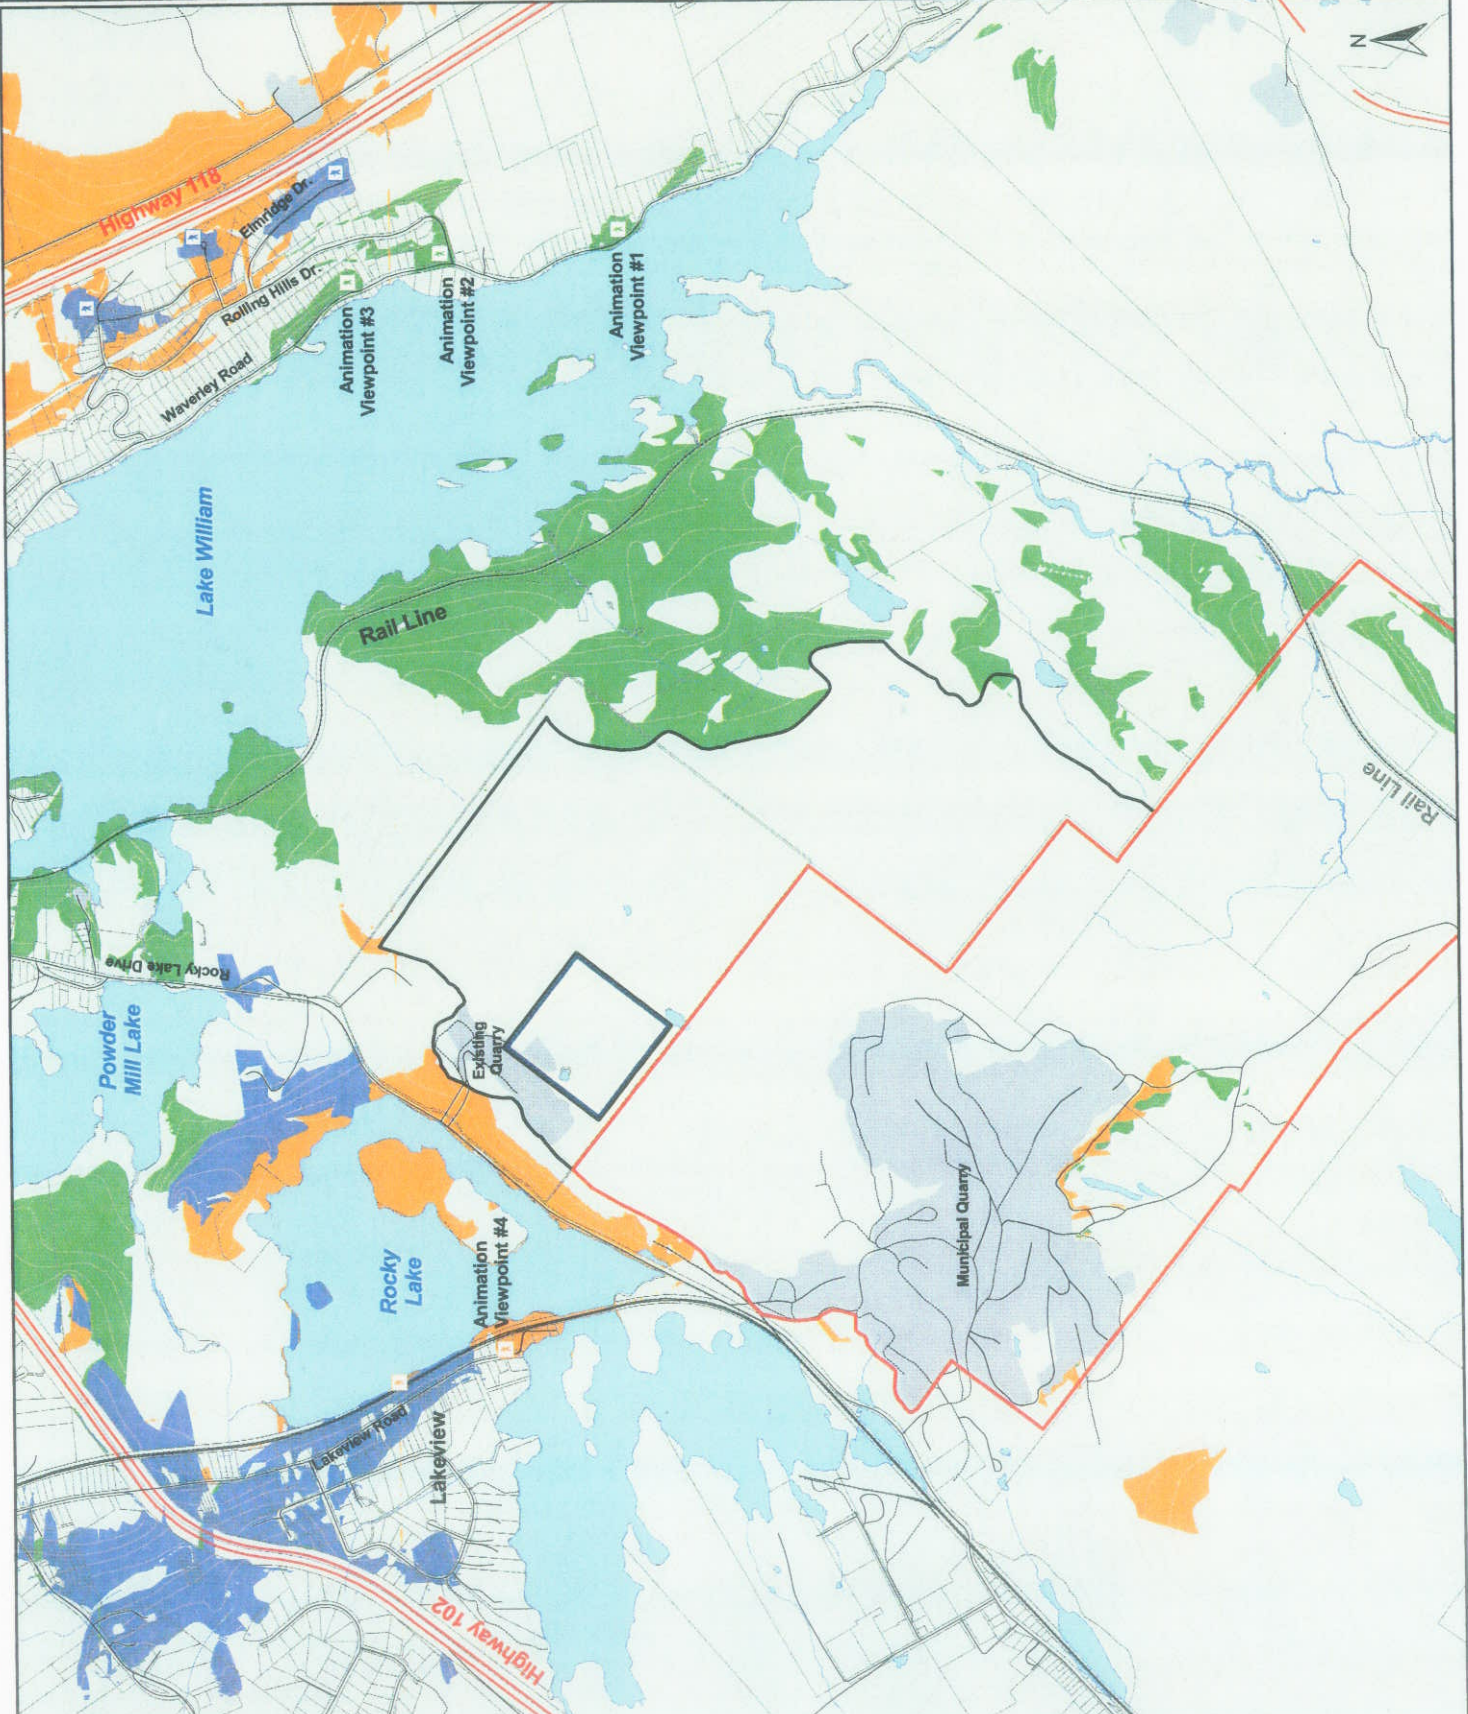 N
Highway 118
Elmridge Dr.
Rolling Hills Dr.
Waverley Road
Animation
Viewpoint #3
Animation
Viewpoint #2
Animation
Viewpoint #1
Lake William
Rail Line
Rail Line
Rocky Lake Drive
Powder
Mill Lake
Existing
Quarry
Rocky
Lake
Animation
Viewpoint #4
Municipal Quarry
Lakeview Road
Lakeview
Highway 102